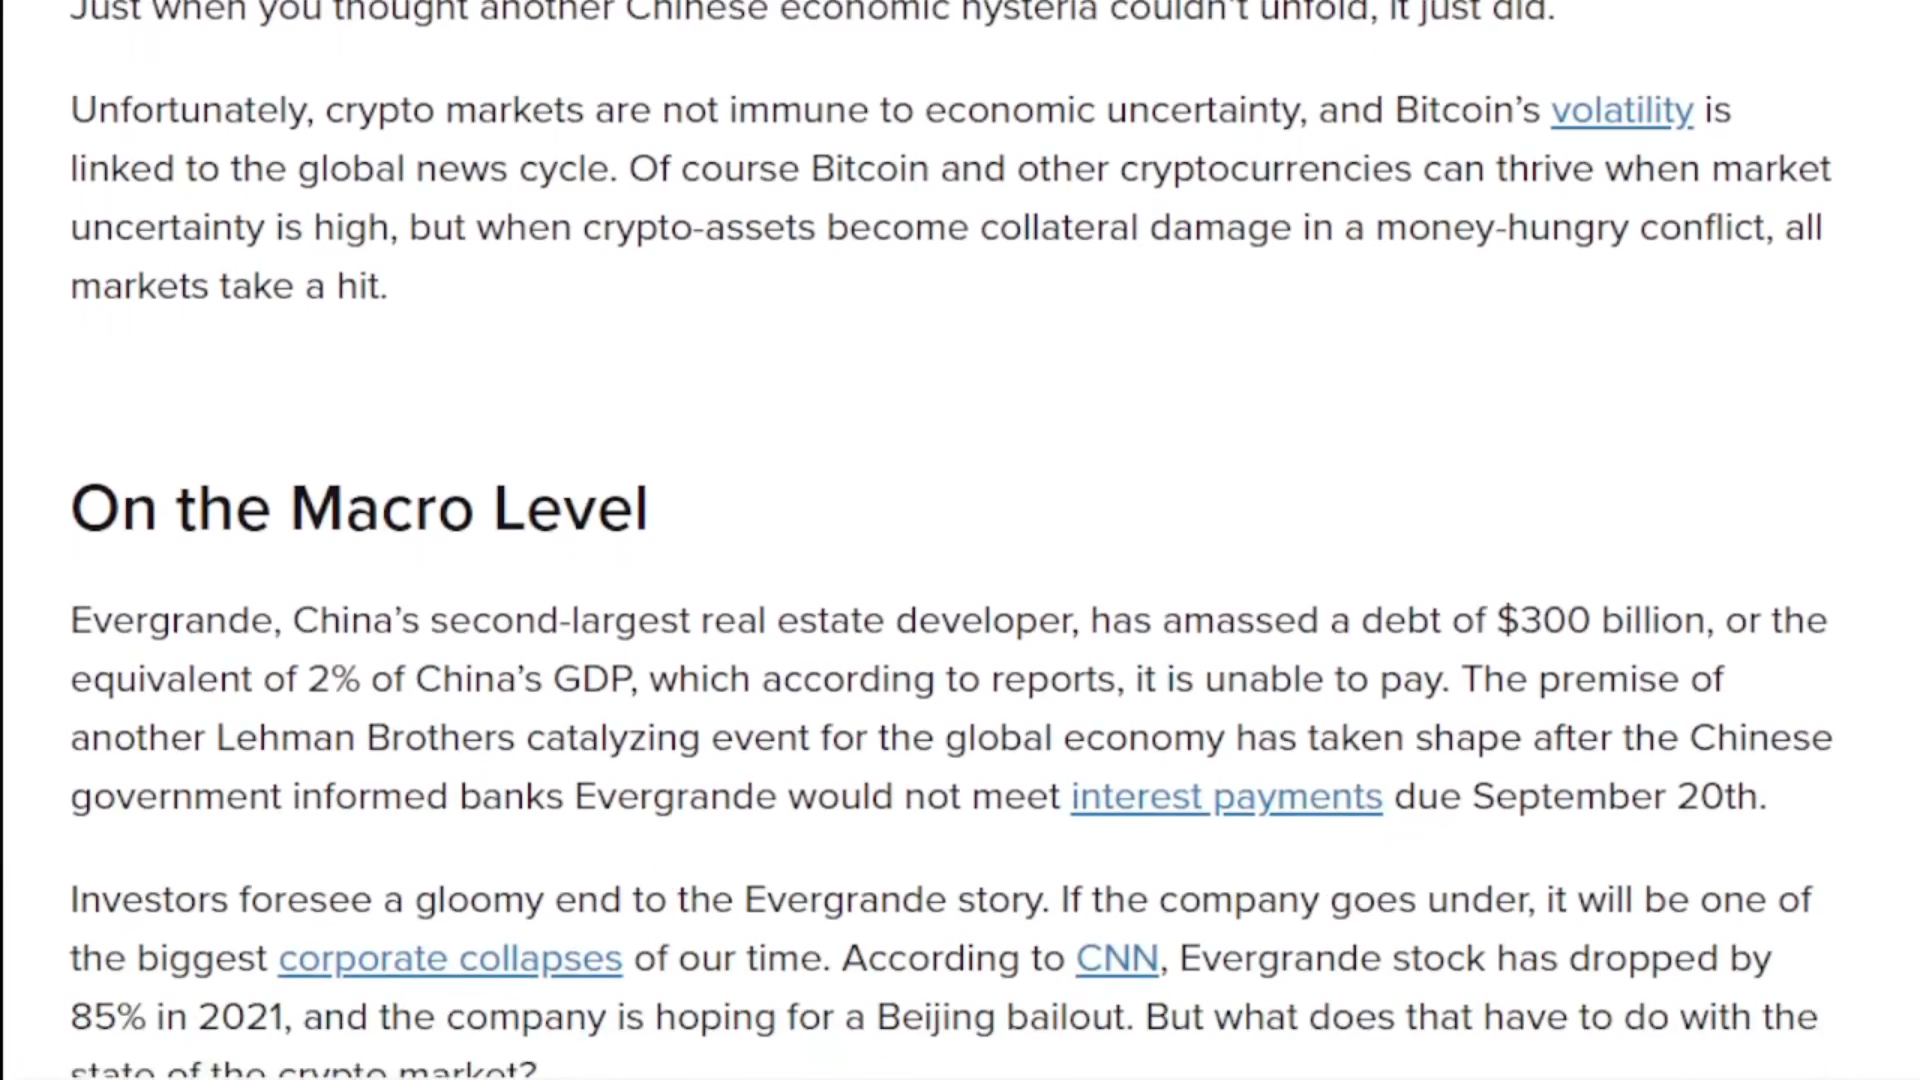 Just when you thought another Chinese economic hysteria couldn't unfold, it just did.
Unfortunately, crypto markets are not immune to economic uncertainty, and Bitcoin’s volatility is
linked to the global news cycle. Of course Bitcoin and other cryptocurrencies can thrive when market
uncertainty is high, but when crypto-assets become collateral damage in a money-hungry conflict, all
markets take a hit.
On the Macro Level
Evergrande, China’s second-largest real estate developer, has amassed a debt of $300 billion, or the
equivalent of 2% of China’s GDP, which according to reports, it is unable to pay. The premise of
another Lehman Brothers catalyzing event for the global economy has taken shape after the Chinese
government informed banks Evergrande would not meet interest payments due September 20th.
Investors foresee a gloomy end to the Evergrande story. If the company goes under, it will be one of
the biggest corporate collapses of our time. According to CNN, Evergrande stock has dropped by
85% in 2021, and the company is hoping for a Beijing bailout. But what does that have to do with the
state of the crypto market?